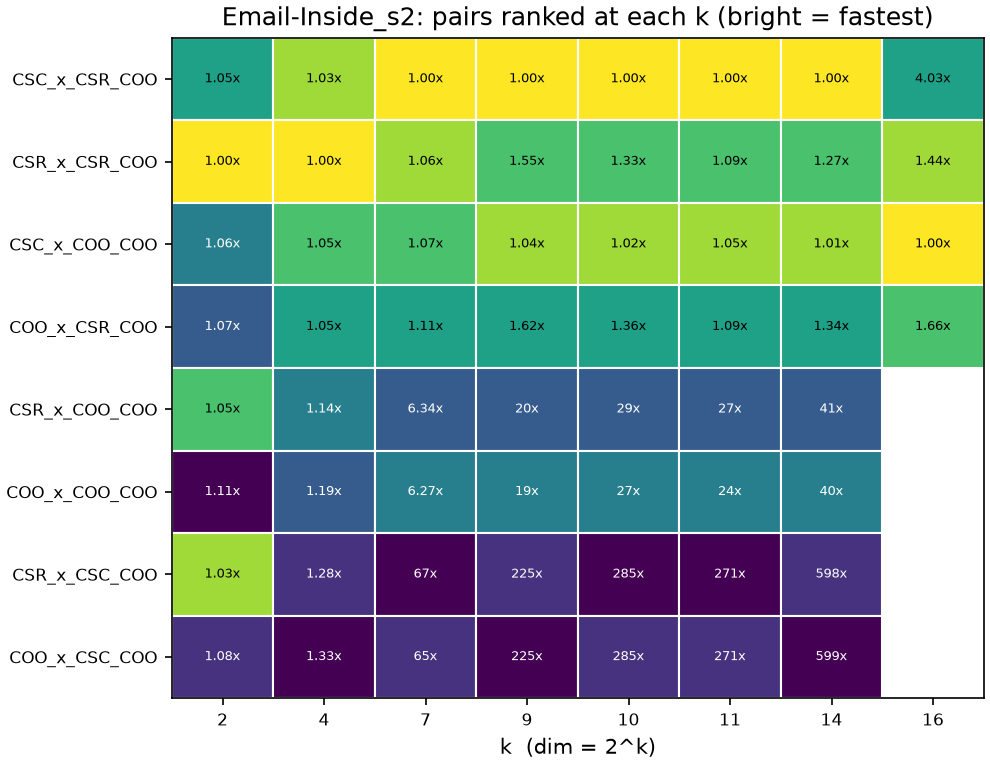 Email-Inside_s2: pairs ranked at each k (bright = fastest)
CSC_x_CSR_COO 1.05x 1.03x 1.00x 1.00x 1.00x 1.00x 1.00x 4.03x
CSR_x_CSR_COO 1.00x 1.00x 1.06x 1.55x 1.33x 1.09x 1.27x 1.44x
CSC_x_COO_COO 1.06x 1.05x 1.07x 1.04x 1.02x 1.05x 1.01x 1.00x
COO_x_CSR_COO 1.07x 1.05x 1.11x 1.62x 1.36x 1.09x 1.34x 1.66x
CSR_x_COO_COO 1.05x 1.14x 6.34x 20x 29x 27x 41x
COO_x_COO_COO 1.11x 1.19x 6.27x 19x 27x 24x 40x
CSR_x_CSC_COO 1.03x 1.28x 67x 225x 285x 271x 598x
COO_x_CSC_COO 1.08x 1.33x 65x 225x 285x 271x 599x
2 4 7 9 10 11 14 16
k (dim = 2^k)